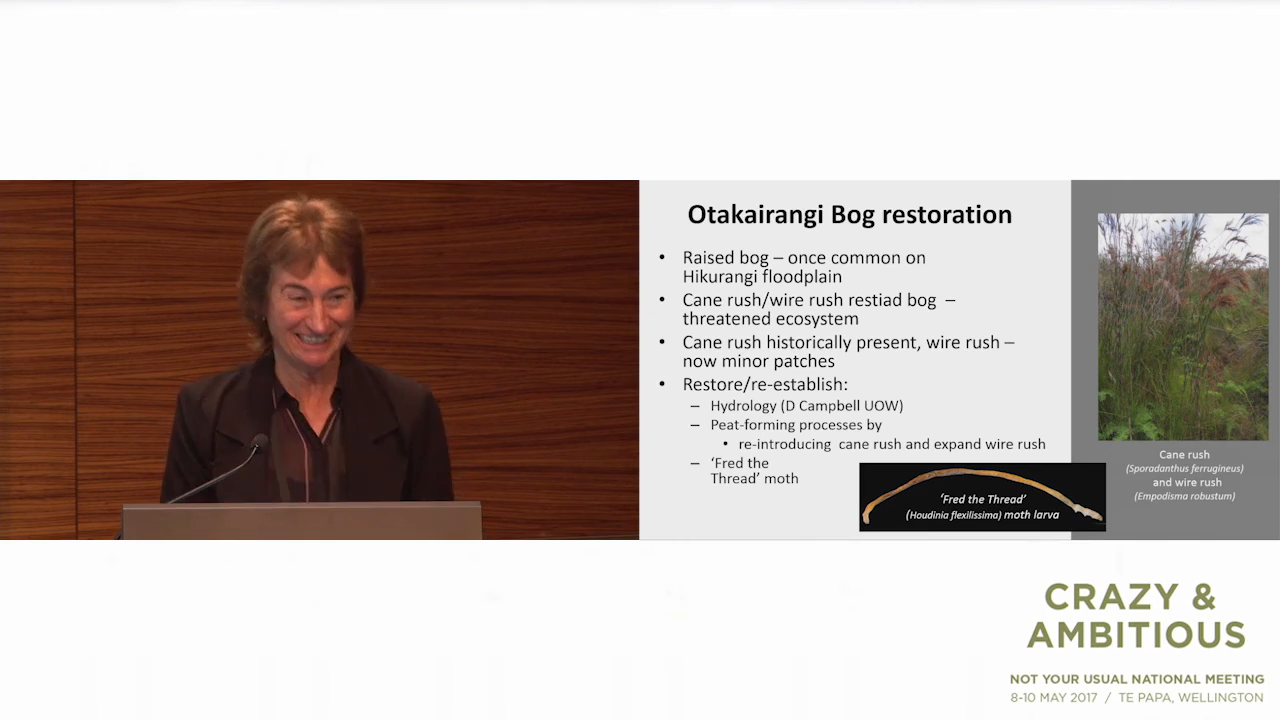 Otakairangi Bog restoration
• Raised bog – once common on
Hikurangi floodplain
• Cane rush/wire rush restiad bog –
threatened ecosystem
• Cane rush historically present, wire rush –
now minor patches
• Restore/re-establish:
– Hydrology (D Campbell UOW)
– Peat-forming processes by
• re-introducing cane rush and expand wire rush
– ‘Fred the
Thread’ moth
‘Fred the Thread’
(Houdinia flexilissima) moth larva
Cane rush
(Sporadanthus ferrugineus)
and wire rush
(Empodisma robustum)
CRAZY &
AMBITIOUS
NOT YOUR USUAL NATIONAL MEETING
8-10 MAY 2017 / TE PAPA, WELLINGTON